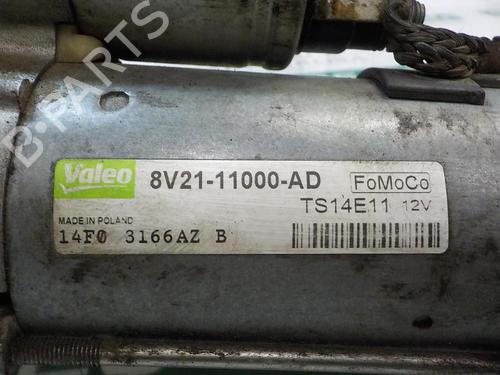 B-PARTS
Valeo
8V21-11000-AD
FoMoCo
TS14E11 12V
MADE IN POLAND
14F0 3166AZ B